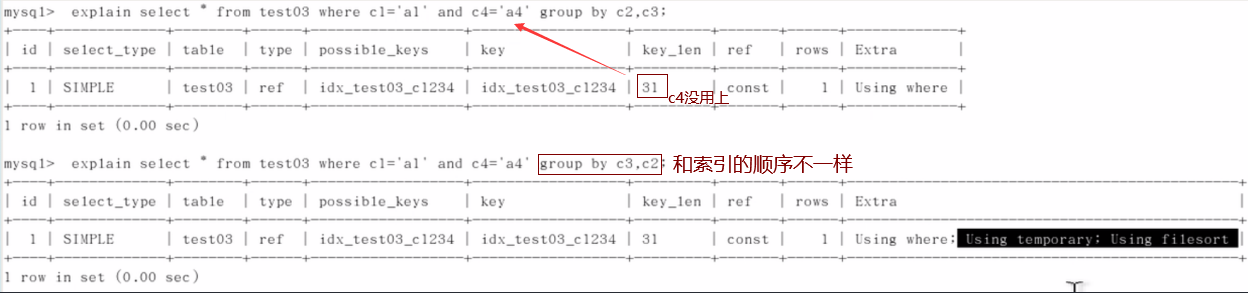 mysql> explain select * from test03 where c1='a1' and c4='a4' group by c2,c3;
+----+-------------+--------+------+-----------------+-----------------+---------+-------+------+-------------+
| id | select_type | table | type | possible_keys | key | key_len | ref | rows | Extra |
+----+-------------+--------+------+-----------------+-----------------+---------+-------+------+-------------+
| 1 | SIMPLE | test03 | ref | idx_test03_c1234 | idx_test03_c1234 | 31 | const | 1 | Using where |
c4没用上
+----+-------------+--------+------+-----------------+-----------------+---------+-------+------+-------------+
1 row in set (0.00 sec)
mysql> explain select * from test03 where c1='a1' and c4='a4' group by c3,c2; 和索引的顺序不一样
+----+-------------+--------+------+-----------------+-----------------+---------+-------+------+----------------------------------------------+
| id | select_type | table | type | possible_keys | key | key_len | ref | rows | Extra |
+----+-------------+--------+------+-----------------+-----------------+---------+-------+------+----------------------------------------------+
| 1 | SIMPLE | test03 | ref | idx_test03_c1234 | idx_test03_c1234 | 31 | const | 1 | Using where; Using temporary; Using filesort |
+----+-------------+--------+------+-----------------+-----------------+---------+-------+------+----------------------------------------------+
1 row in set (0.00 sec)